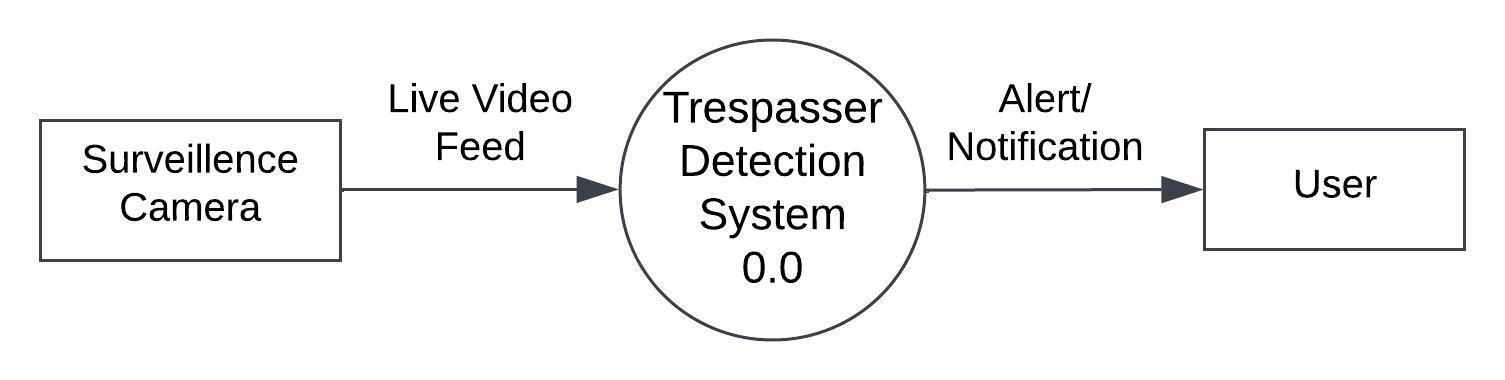 Surveillence
Camera
Live Video
Feed
Trespasser
Detection
System
0.0
Alert/
Notification
User